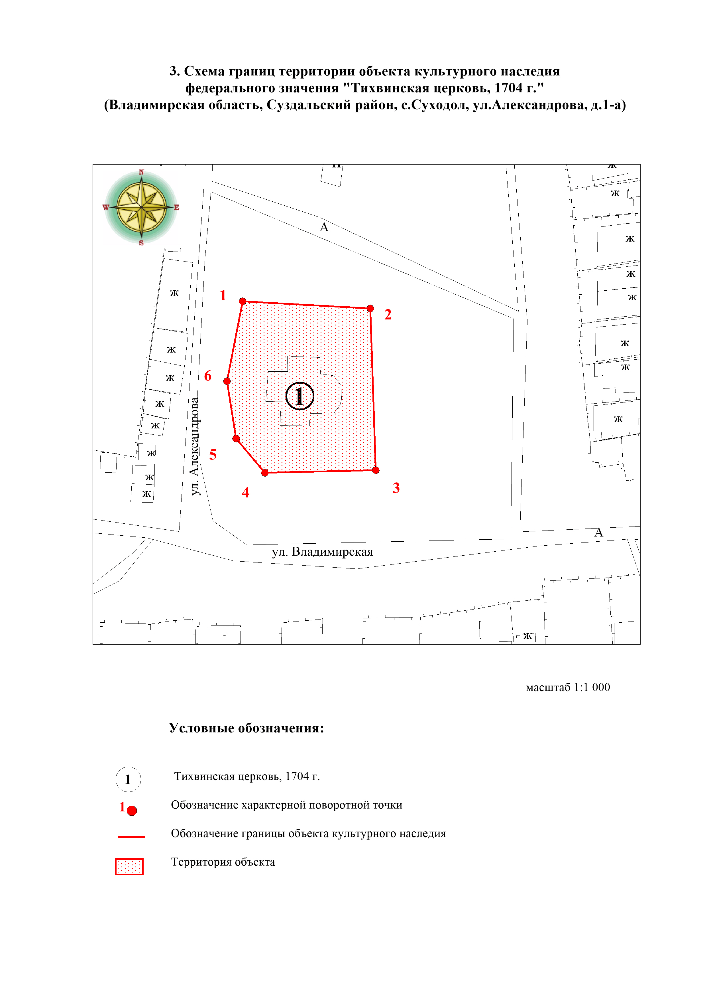 3. Схема границ территории объекта культурного наследия
федерального значения "Тихвинская церковь, 1704 г."
(Владимирская область, Суздальский район, с.Суходол, ул.Александрова, д.1-а)
N
W
E
S
Ж
Ж
А
Ж
Ж
Ж
Ж
1
2
Ж
Ж
Ж
Ж
6
1
Ж
Ж
Ж
ул. Александрова
5
Ж
Ж
Ж
4
3
А
ул. Владимирская
Ж
масштаб 1:1 000
Условные обозначения:
1
Тихвинская церковь, 1704 г.
1
Обозначение характерной поворотной точки
Обозначение границы объекта культурного наследия
Территория объекта